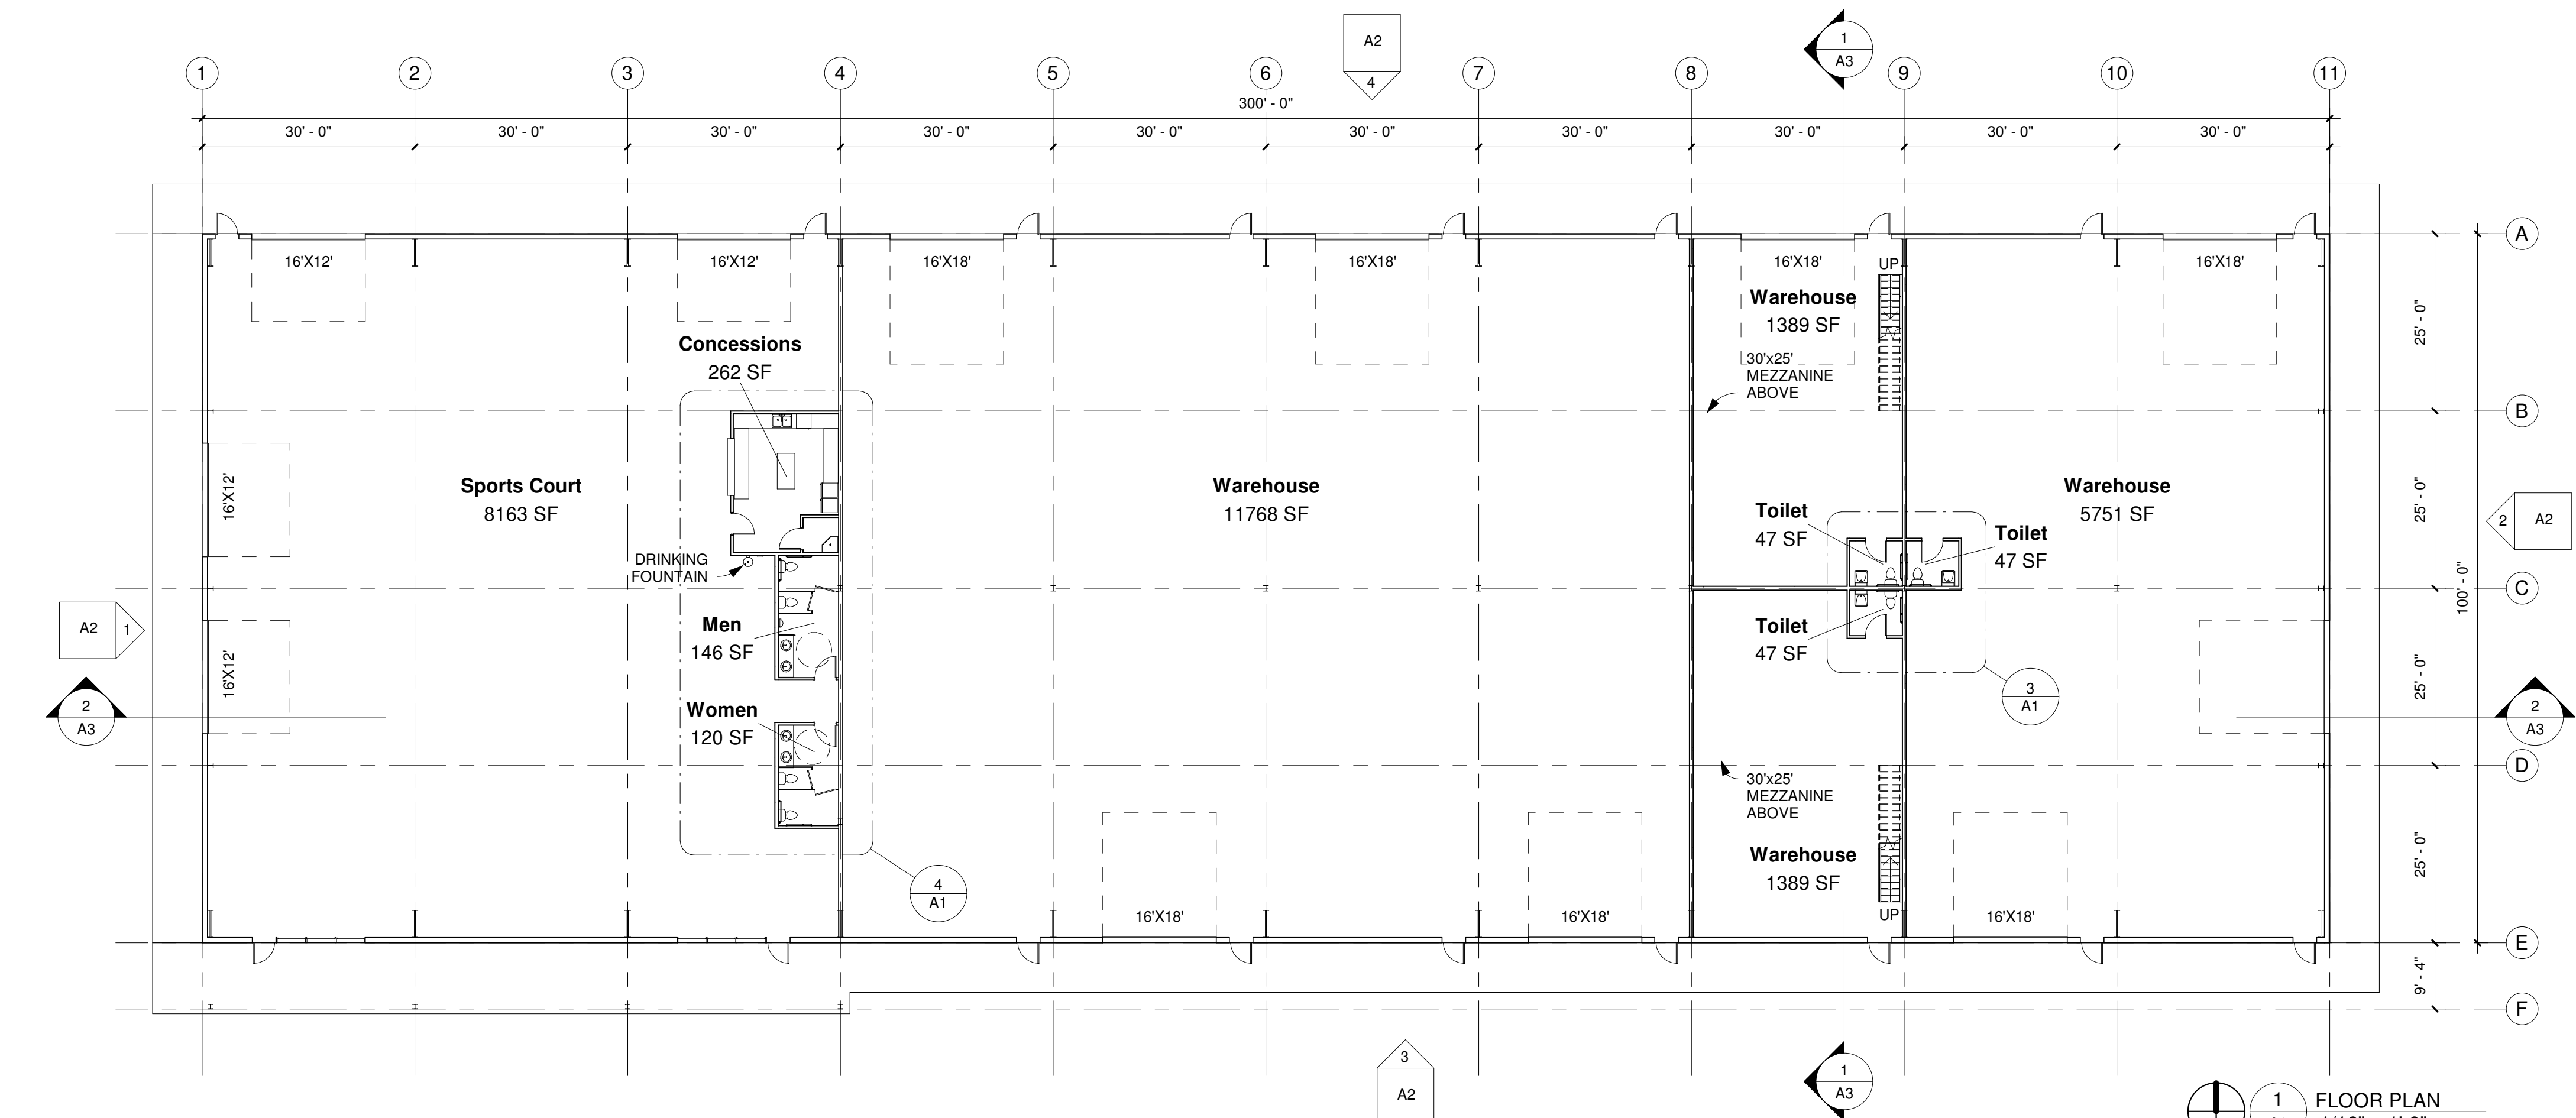 A2
4
1
A3
1
2
3
4
5
6
7
8
9
10
11
300' - 0"
30' - 0"
30' - 0"
30' - 0"
30' - 0"
30' - 0"
30' - 0"
30' - 0"
30' - 0"
30' - 0"
30' - 0"
A
16'X12'
16'X12'
16'X18'
16'X18'
16'X18'
UP
16'X18'
Warehouse
1389 SF
25' - 0"
Concessions
262 SF
30'x25'
MEZZANINE
ABOVE
B
16'X12'
Sports Court
8163 SF
Warehouse
11768 SF
Warehouse
5751 SF
25' - 0"
2
A2
Toilet
47 SF
Toilet
47 SF
DRINKING
FOUNTAIN
C
100' - 0"
A2
1
Men
146 SF
Toilet
47 SF
16'X12'
25' - 0"
3
A1
2
A3
Women
120 SF
2
A3
D
30'x25'
MEZZANINE
ABOVE
Warehouse
1389 SF
25' - 0"
4
A1
16'X18'
16'X18'
UP
16'X18'
E
9' - 4"
F
3
A2
1
A3
1
FLOOR PLAN